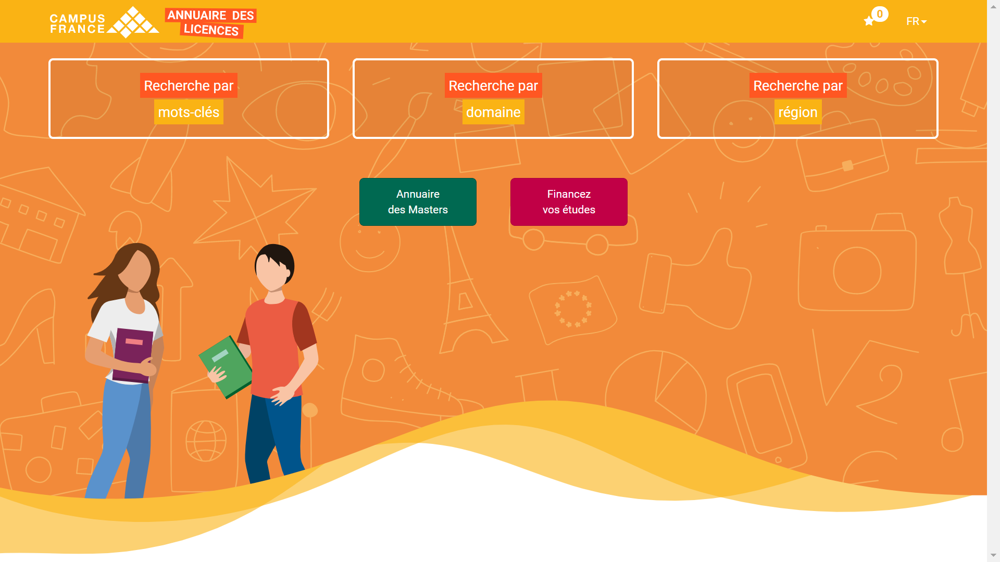 CAMPUS
FRANCE
ANNUAIRE DES
LICENCES
0
FR
Recherche par
mots-clés
Recherche par
domaine
Recherche par
région
Annuaire
des Masters
Financez
vos études